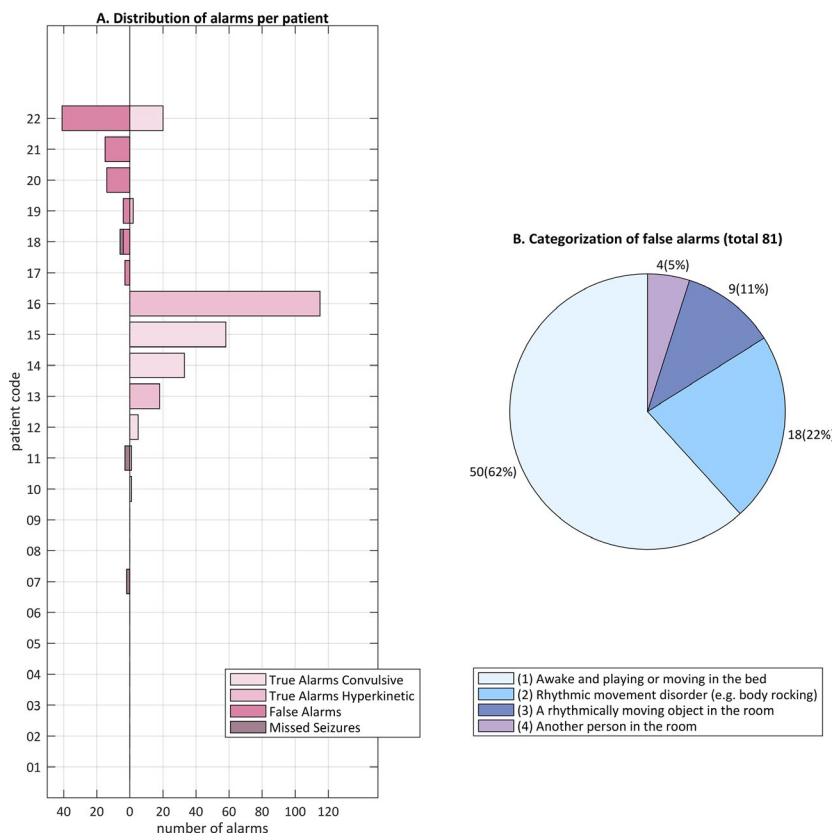 A. Distribution of alarms per patient
22
21
20
19
18
17
16
15
14
13
12
11
10
09
08
07
06
05
04
03
02
01
patient code
40 20 0 20 40 60 80 100 120
number of alarms
True Alarms Convulsive
True Alarms Hyperkinetic
False Alarms
Missed Seizures
B. Categorization of false alarms (total 81)
4(5%)
9(11%)
18(22%)
50(62%)
(1) Awake and playing or moving in the bed
(2) Rhythmic movement disorder (e.g. body rocking)
(3) A rhythmically moving object in the room
(4) Another person in the room